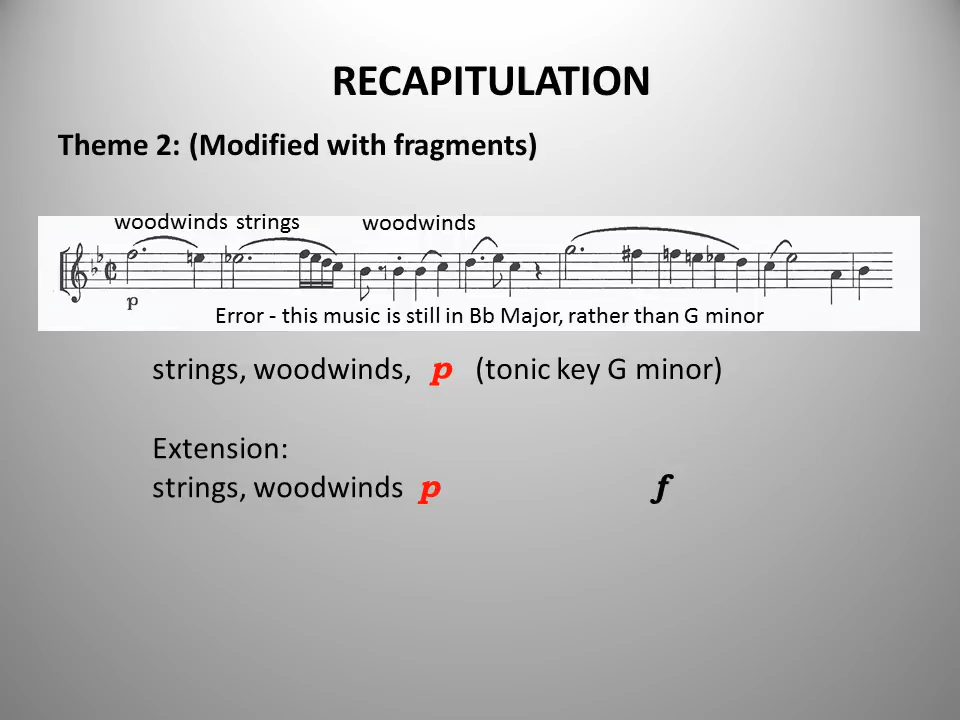 RECAPITULATION
Theme 2: (Modified with fragments)
woodwinds strings woodwinds
p
Error - this music is still in Bb Major, rather than G minor
strings, woodwinds, p (tonic key G minor)
Extension:
strings, woodwinds p f